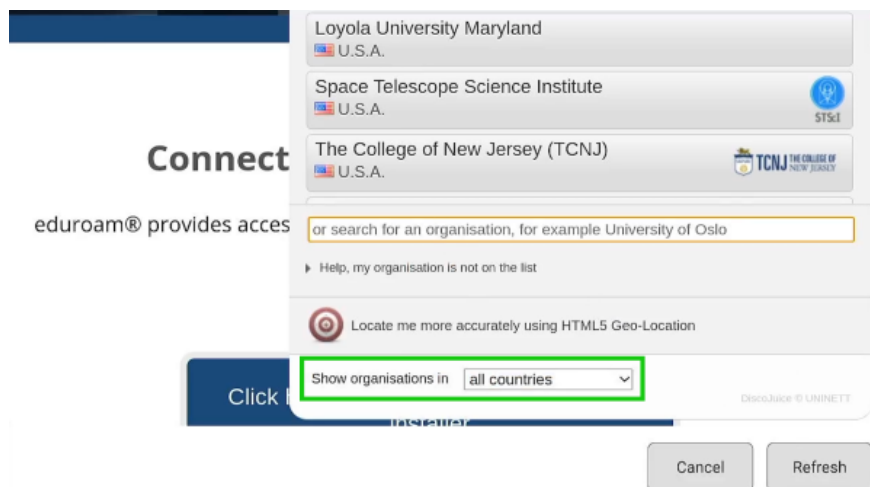 Loyola University Maryland
U.S.A.
Space Telescope Science Institute
U.S.A.
STScI
The College of New Jersey (TCNJ)
U.S.A.
TCNJ THE COLLEGE OF
NEW JERSEY
Connect
eduroam® provides acces
or search for an organisation, for example University of Oslo
Help, my organisation is not on the list
Locate me more accurately using HTML5 Geo-Location
Show organisations in all countries
DiscoJuice © UNINETT
Click
Installer
Cancel Refresh